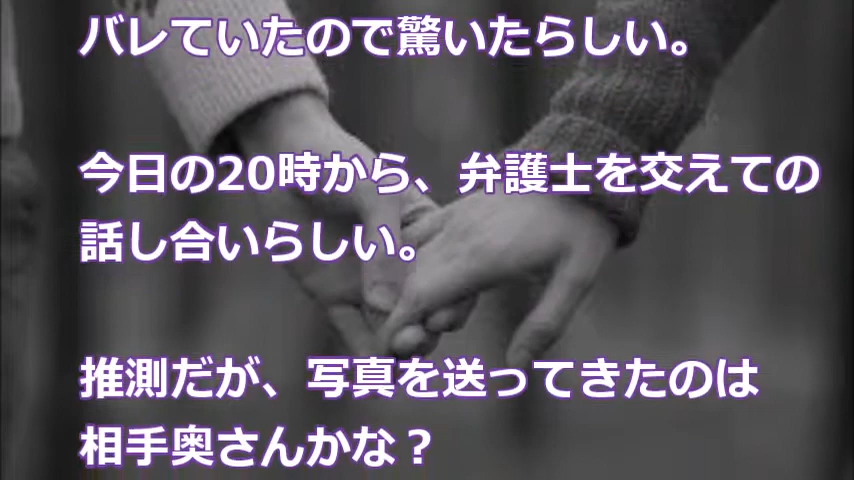 バレていたので驚いたらしい。
今日の20時から、弁護士を交えての
話し合いらしい。
推測だが、写真を送ってきたのは
相手奥さんかな？